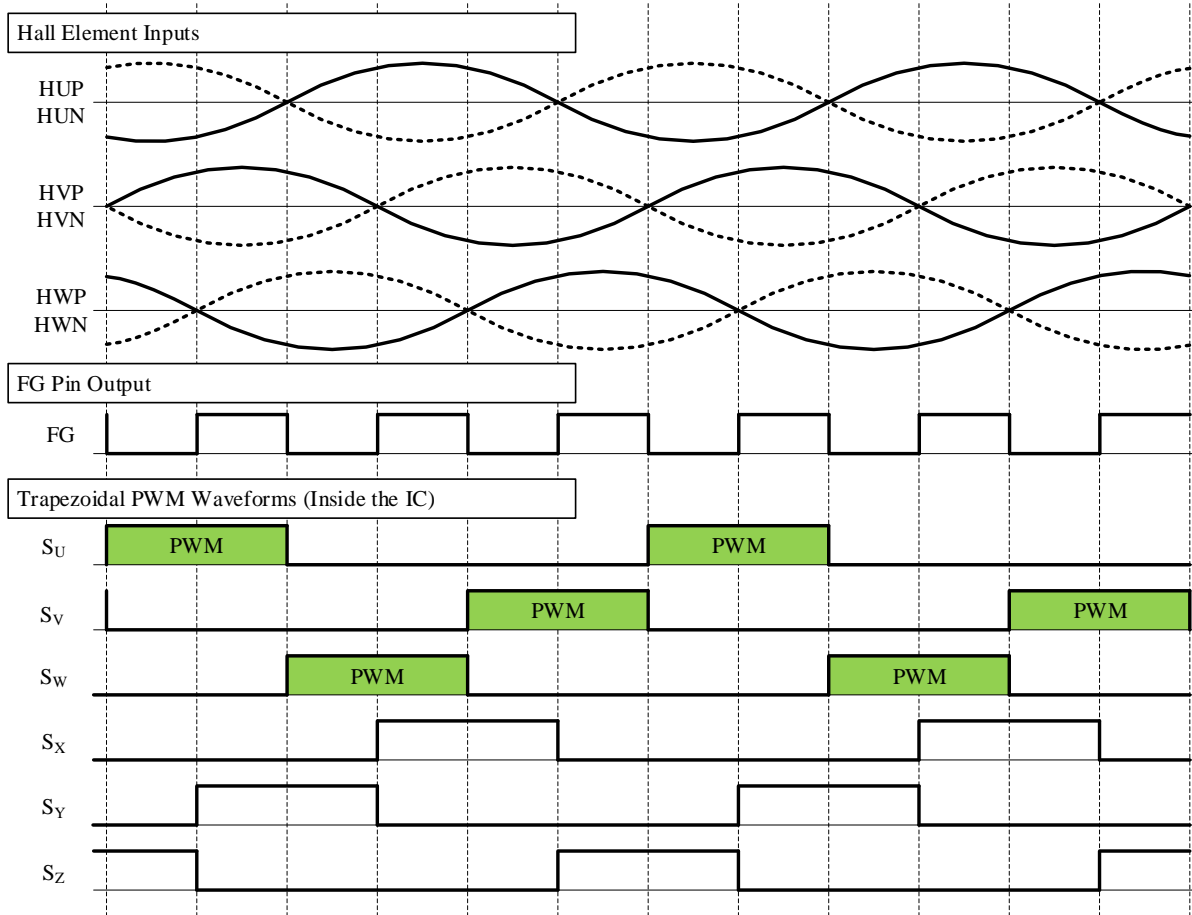 Hall Element Inputs
HUP
HUN
HVP
HVN
HWP
HWN
FG Pin Output
FG
Trapezoidal PWM Waveforms (Inside the IC)
SU
PWM
PWM
SV
PWM
PWM
SW
PWM
PWM
SX
SY
SZ